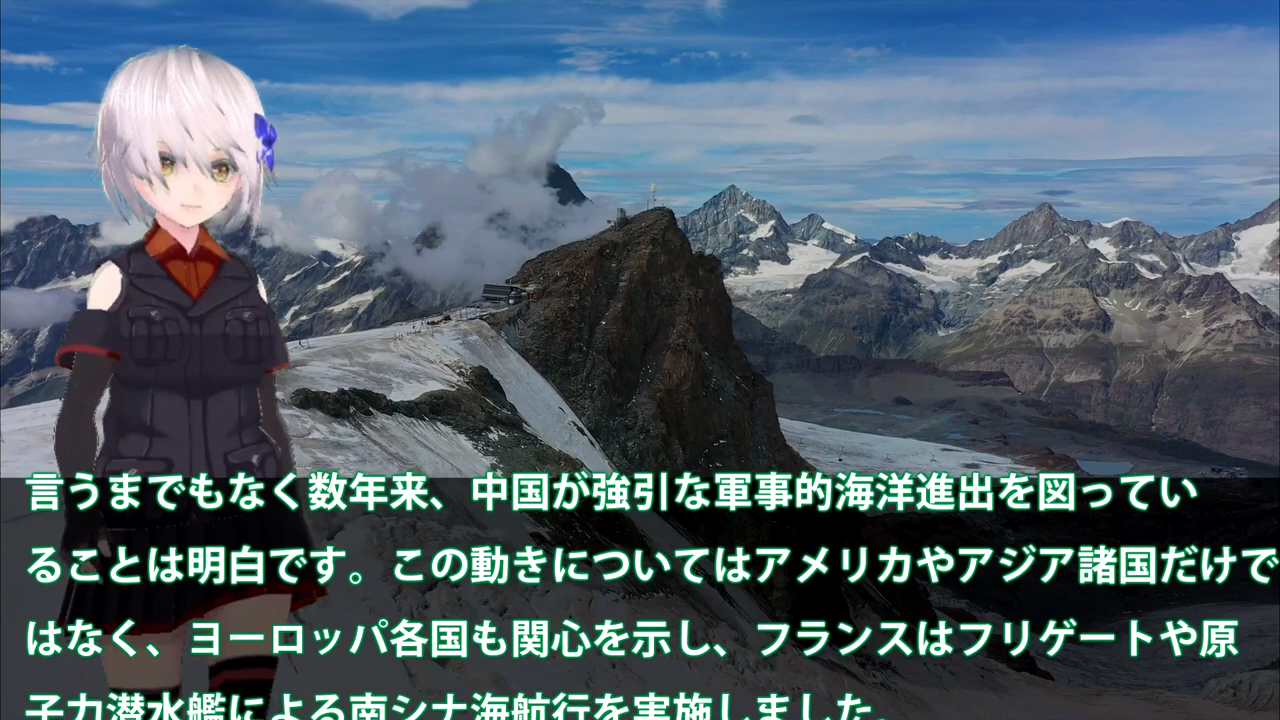 言うまでもなく数年来、中国が強引な軍事的海洋進出を図ってい
ることは明白です。この動きについてはアメリカやアジア諸国だけで
はなく、ヨーロッパ各国も関心を示し、フランスはフリゲートや原
子力潜水艦による南シナ海航行を実施しました。